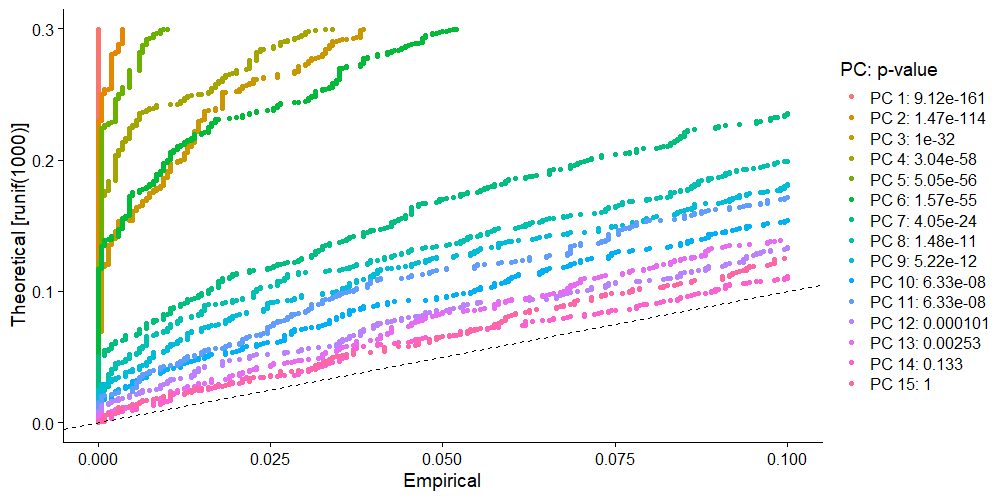 0.3
0.2
0.1
0.0
Theoretical [runif(1000)]
0.000
0.025
0.050
0.075
0.100
Empirical
PC: p-value
PC 1: 9.12e-161
PC 2: 1.47e-114
PC 3: 1e-32
PC 4: 3.04e-58
PC 5: 5.05e-56
PC 6: 1.57e-55
PC 7: 4.05e-24
PC 8: 1.48e-11
PC 9: 5.22e-12
PC 10: 6.33e-08
PC 11: 6.33e-08
PC 12: 0.000101
PC 13: 0.00253
PC 14: 0.133
PC 15: 1